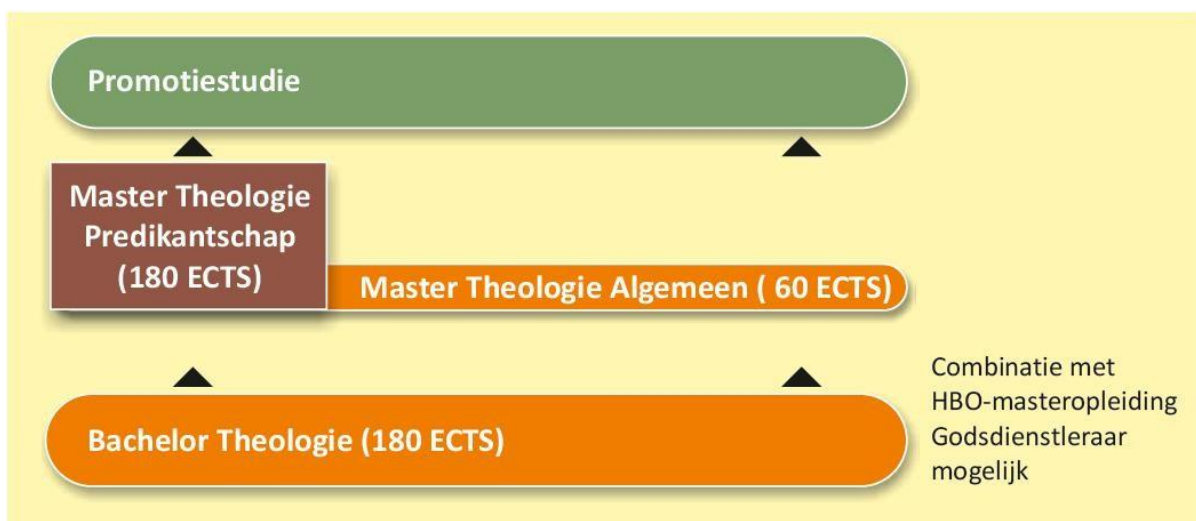 Promotiestudie
Master Theologie
Predikantschap
(180 ECTS)
Master Theologie Algemeen ( 60 ECTS)
Bachelor Theologie (180 ECTS)
Combinatie met
HBO-masteropleiding
Godsdienstleraar
mogelijk